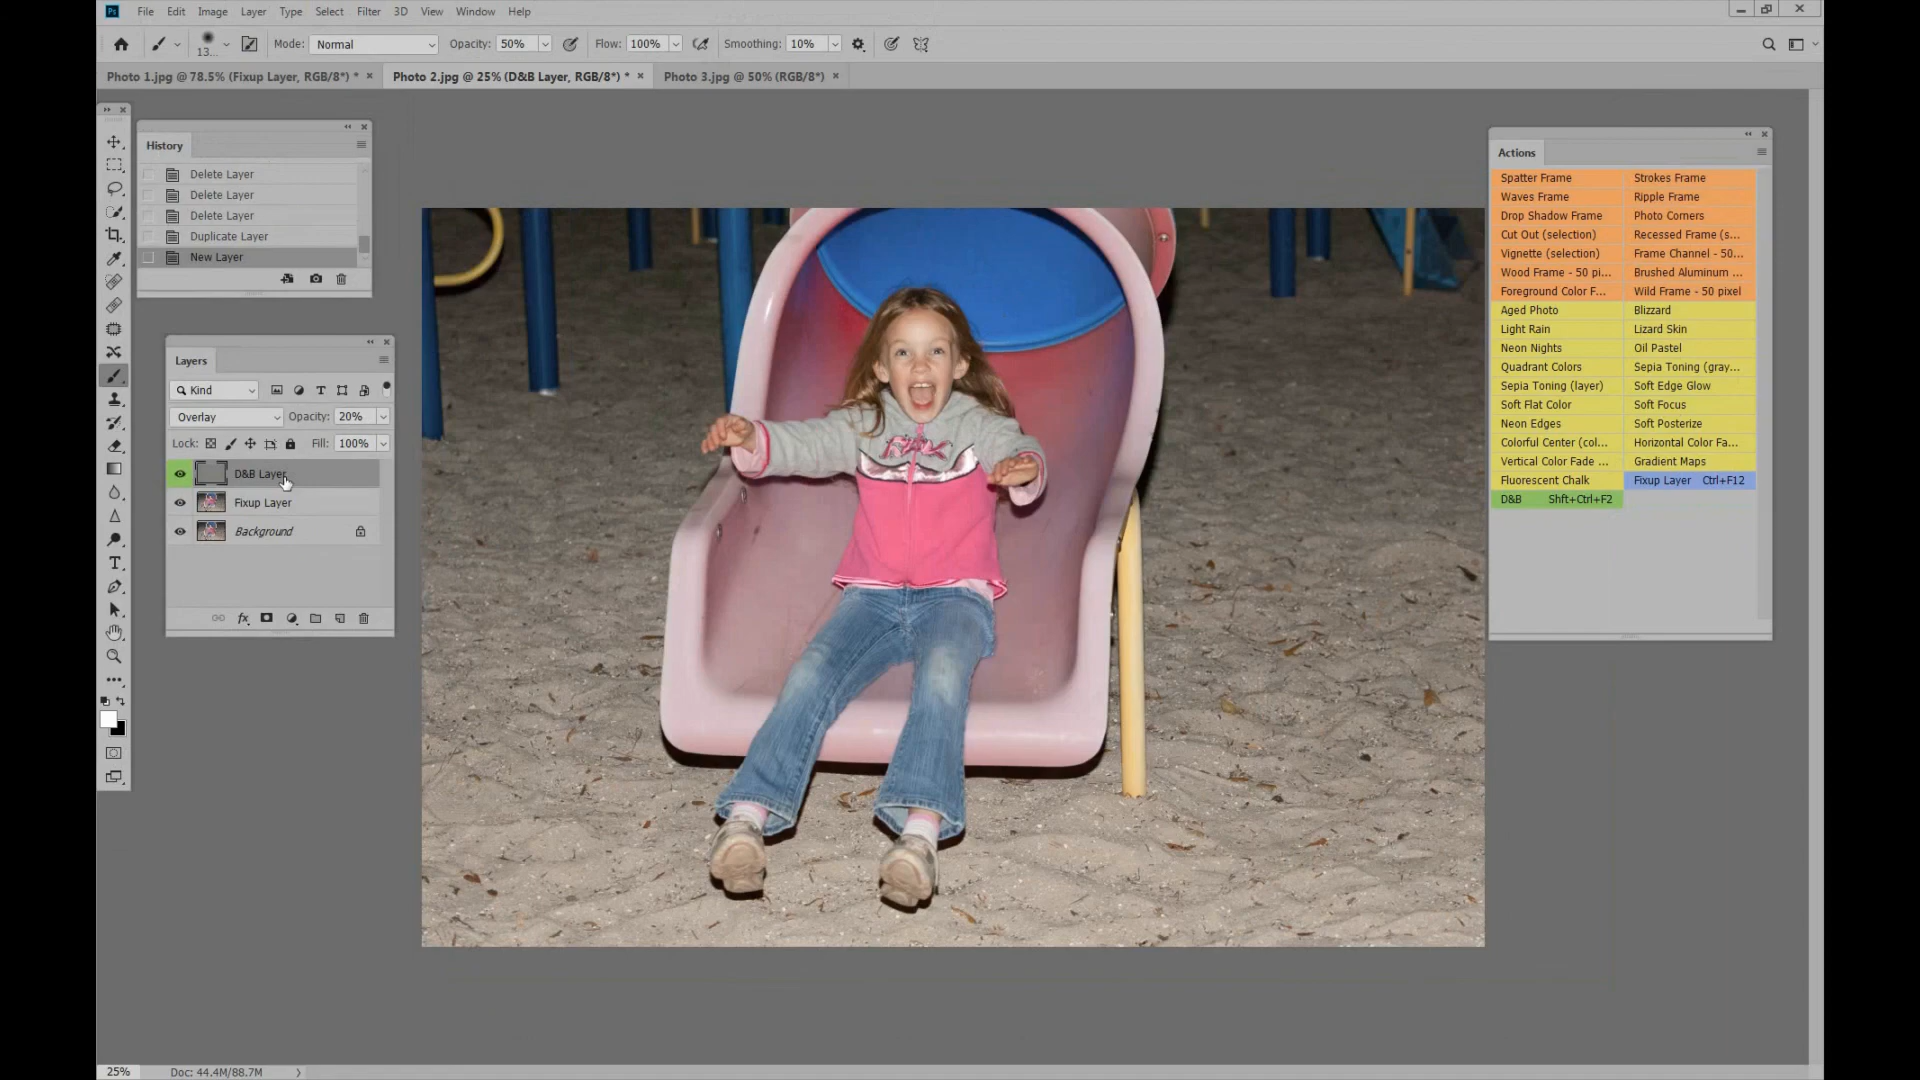 Ps File Edit Image Layer Type Select Filter 3D View Window Help
13... Mode: Normal Opacity: 50% Flow: 100% Smoothing: 10%
Photo 1.jpg @ 78.5% (Fixup Layer, RGB/8*) * × Photo 2.jpg @ 25% (D&B Layer, RGB/8*) * × Photo 3.jpg @ 50% (RGB/8*) ×
History
Delete Layer
Delete Layer
Delete Layer
Duplicate Layer
New Layer
Layers
Kind
Overlay Opacity: 20%
Lock: Fill: 100%
D&B Layer
Fixup Layer
Background
Actions
Spatter Frame Strokes Frame
Waves Frame Ripple Frame
Drop Shadow Frame Photo Corners
Cut Out (selection) Recessed Frame (s...
Vignette (selection) Frame Channel - 50...
Wood Frame - 50 pi... Brushed Aluminum ...
Foreground Color F... Wild Frame - 50 pixel
Aged Photo Blizzard
Light Rain Lizard Skin
Neon Nights Oil Pastel
Quadrant Colors Sepia Toning (gray...
Sepia Toning (layer) Soft Edge Glow
Soft Flat Color Soft Focus
Neon Edges Soft Posterize
Colorful Center (col... Horizontal Color Fa...
Vertical Color Fade ... Gradient Maps
Fluorescent Chalk Fixup Layer Ctrl+F12
D&B Shft+Ctrl+F2
25% Doc: 44.4M/88.7M